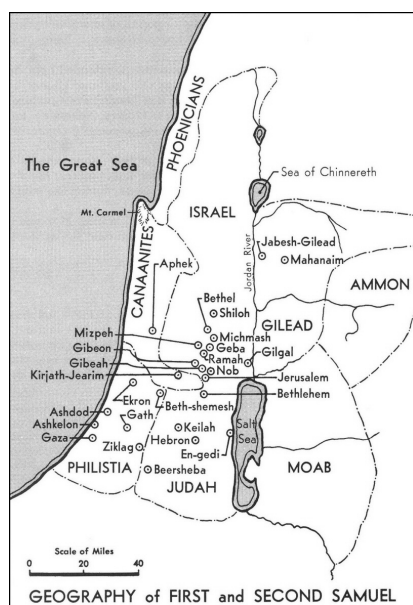 PHOENICIANS
The Great Sea
Sea of Chinnereth
Mt. Carmel
ISRAEL
CANAANITES
Jordan River
Aphek
Jabesh-Gilead
Mahanaim
AMMON
Bethel
Shiloh
Mizpeh
Michmash
GILEAD
Gibeon
Geba
Ramah
Gilgal
Gibeah
Nob
Kirjath-Jearim
Jerusalem
Ekron
Beth-shemesh
Bethlehem
Ashdod
Gath
Ashkelon
Keilah
Salt
Sea
Gaza
Hebron
Ziklag
En-gedi
PHILISTIA
Beersheba
MOAB
JUDAH
Scale of Miles
0
20
40
GEOGRAPHY of FIRST and SECOND SAMUEL